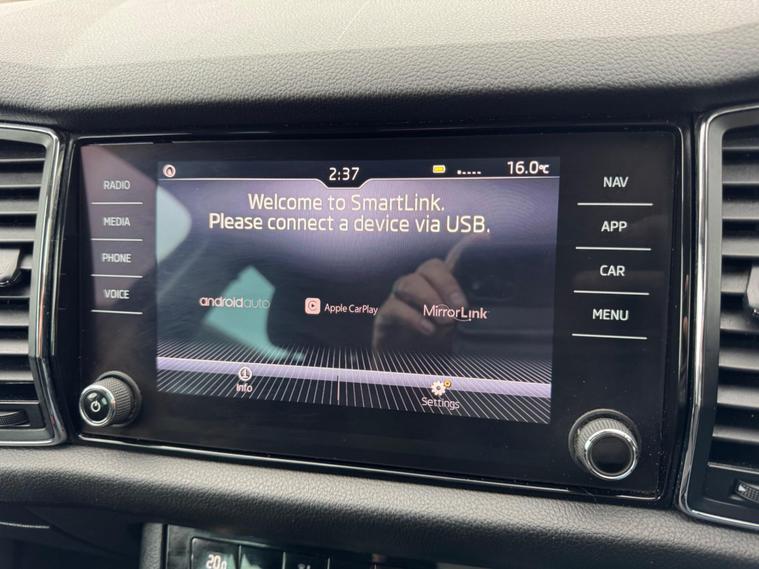 RADIO
MEDIA
PHONE
VOICE
2:37
16.0°C
Welcome to SmartLink.
Please connect a device via USB.
androidauto
Apple CarPlay
MirrorLink
Info
Settings
NAV
APP
CAR
MENU